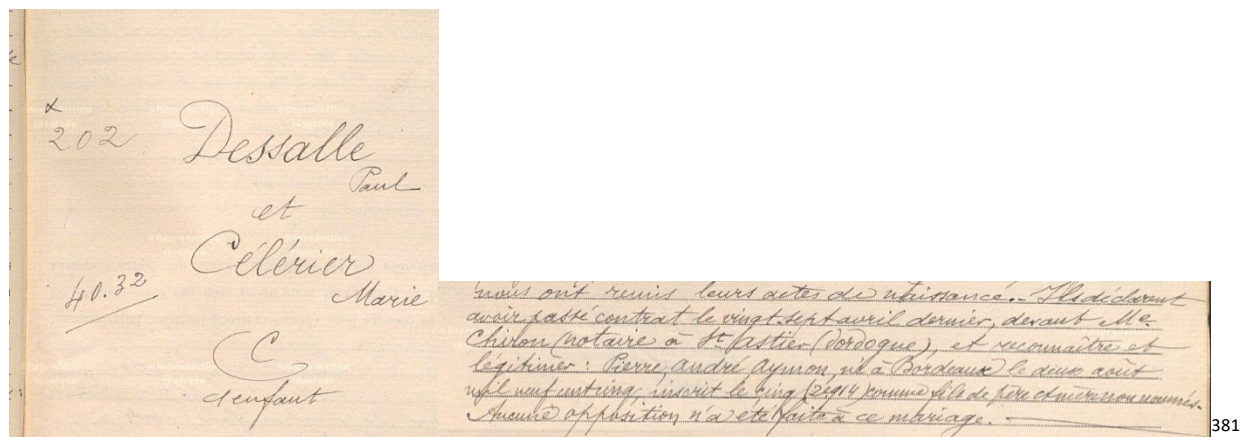 202
Dessalle
Paul
et
Célérier
Marie
40.32
C
d'enfant
nous ont remis leurs actes de naissance. - Ils déclarent
avoir passé contrat le vingt sept avril dernier, devant Me
Chiron, notaire à St Astier (Dordogne), et reconnaître et
légitimer : Pierre, André Aymon, né à Bordeaux le deux août
mil neuf cent cinq, inscrit le cinq (2e 914) comme fils de père et mère non nommés.
Aucune opposition n'a été faite à ce mariage.
381